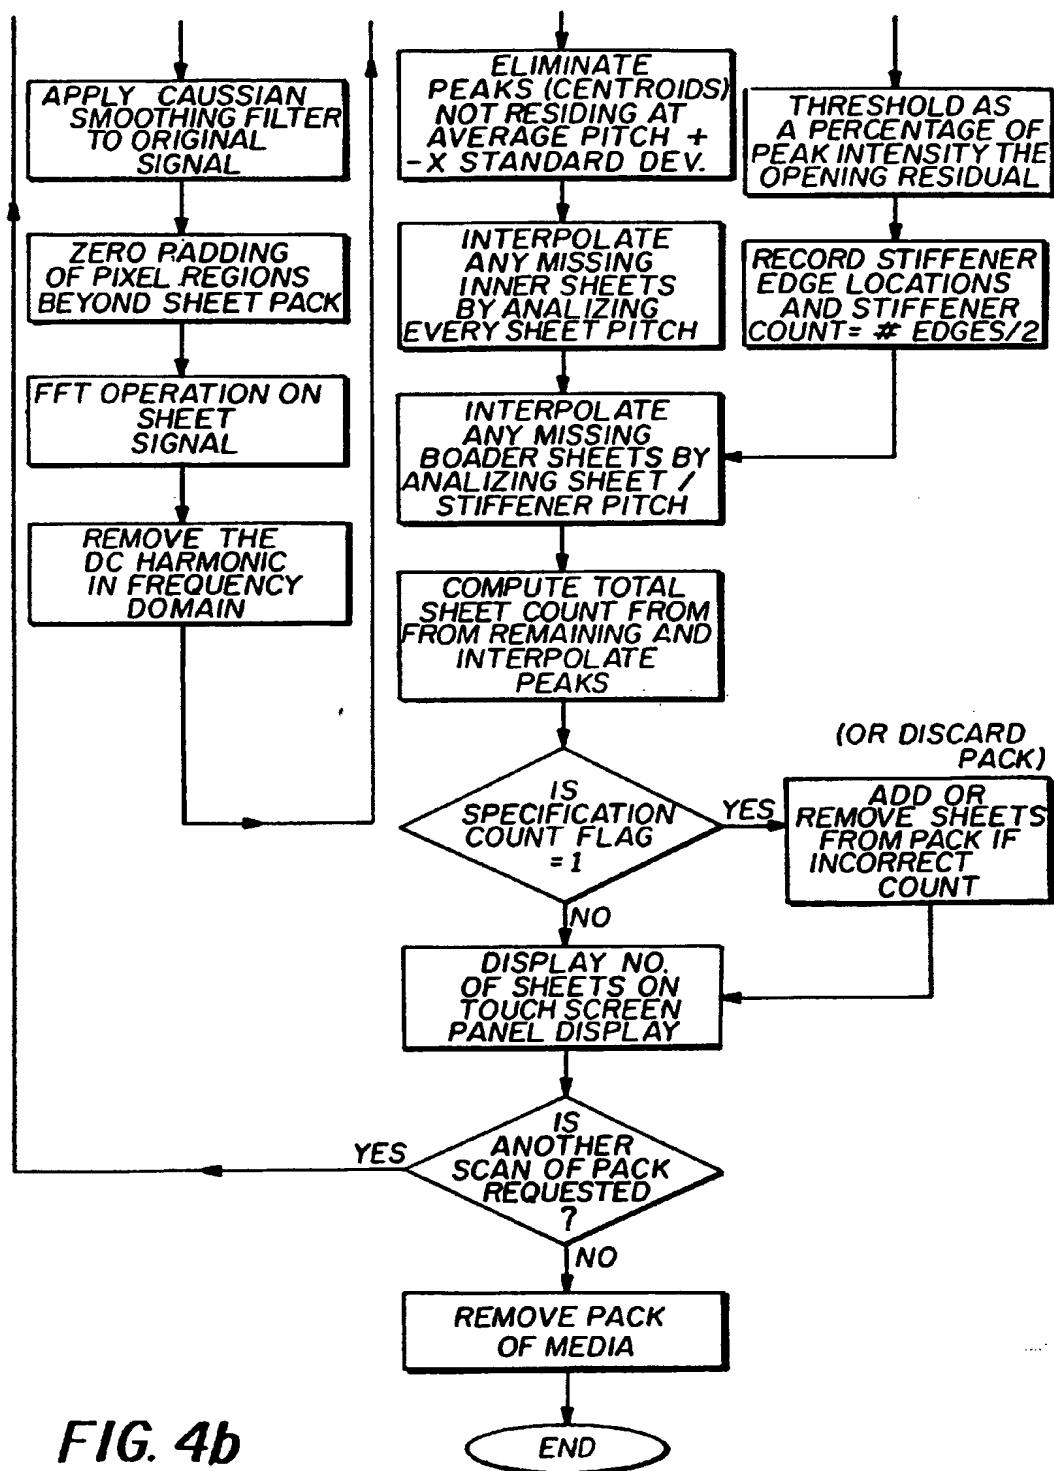 APPLY CAUSSIAN
SMOOTHING FILTER
TO ORIGINAL
SIGNAL
ZERO PADDING
OF PIXEL REGIONS
BEYOND SHEET PACK
FFT OPERATION ON
SHEET
SIGNAL
REMOVE THE
DC HARMONIC
IN FREQUENCY
DOMAIN
ELIMINATE
PEAKS (CENTROIDS)
NOT RESIDING AT
AVERAGE PITCH +
-X STANDARD DEV.
INTERPOLATE
ANY MISSING
INNER SHEETS
BY ANALIZING
EVERY SHEET PITCH
INTERPOLATE
ANY MISSING
BOADER SHEETS BY
ANALIZING SHEET /
STIFFENER PITCH
COMPUTE TOTAL
SHEET COUNT FROM
FROM REMAINING AND
INTERPOLATE
PEAKS
THRESHOLD AS
A PERCENTAGE OF
PEAK INTENSITY THE
OPENING RESIDUAL
RECORD STIFFENER
EDGE LOCATIONS
AND STIFFENER
COUNT= # EDGES/2
IS
SPECIFICATION
COUNT FLAG
= 1
YES
(OR DISCARD
PACK)
ADD OR
REMOVE SHEETS
FROM PACK IF
INCORRECT
COUNT
NO
DISPLAY NO.
OF SHEETS ON
TOUCH SCREEN
PANEL DISPLAY
IS
ANOTHER
SCAN OF PACK
REQUESTED
?
YES
NO
REMOVE PACK
OF MEDIA
END
FIG. 4b